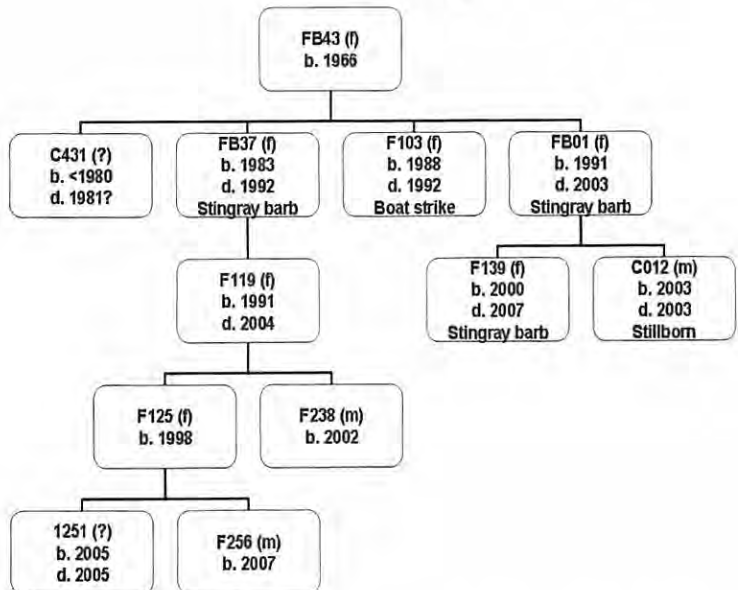 FB43 (f)
b. 1966
C431 (?)
b. <1980
d. 1981?
FB37 (f)
b. 1983
d. 1992
Stingray barb
F103 (f)
b. 1988
d. 1992
Boat strike
FB01 (f)
b. 1991
d. 2003
Stingray barb
F119 (f)
b. 1991
d. 2004
F139 (f)
b. 2000
d. 2007
Stingray barb
C012 (m)
b. 2003
d. 2003
Stillborn
F125 (f)
b. 1998
F238 (m)
b. 2002
1251 (?)
b. 2005
d. 2005
F256 (m)
b. 2007